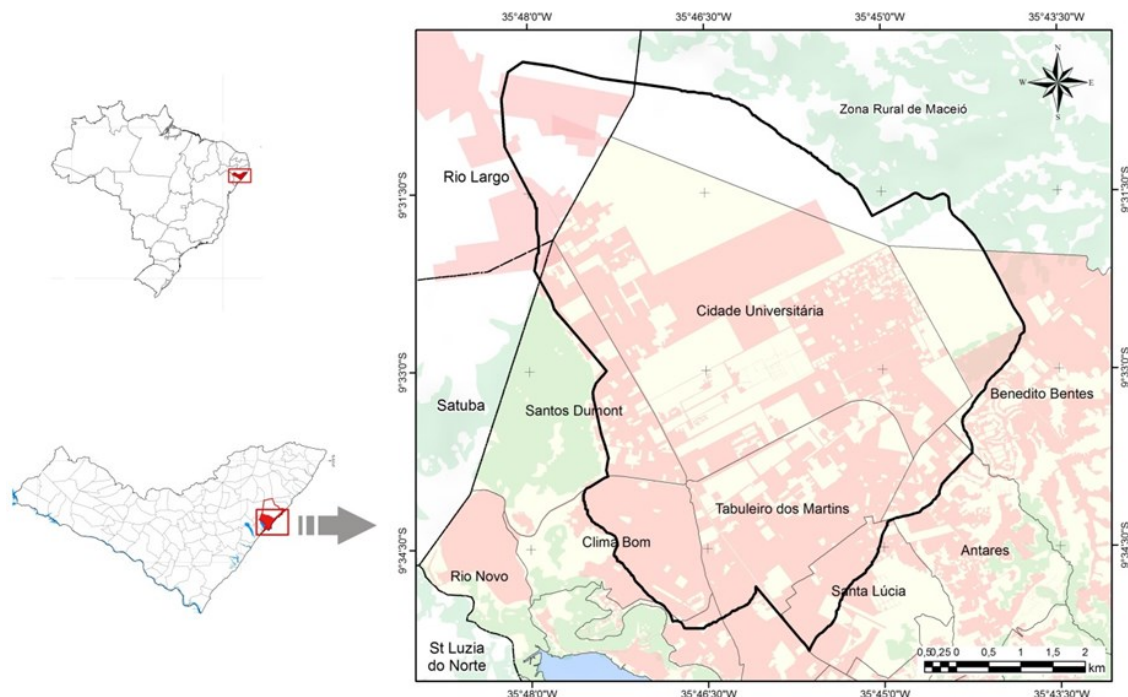 35°48'0"W 35°46'30"W 35°45'0"W 35°43'30"W
N
W E
S
Zona Rural de Maceió
Rio Largo
9°31'30"S 9°31'30"S
Cidade Universitária
9°33'0"S 9°33'0"S
Benedito Bentes
Satuba
Santos Dumont
Tabuleiro dos Martins
9°34'30"S 9°34'30"S
Clima Bom
Antares
Rio Novo
Santa Lúcia
St Luzia
do Norte
0,5 0,25 0 0,5 1 1 2
km
35°48'0"W 35°46'30"W 35°45'0"W 35°43'30"W